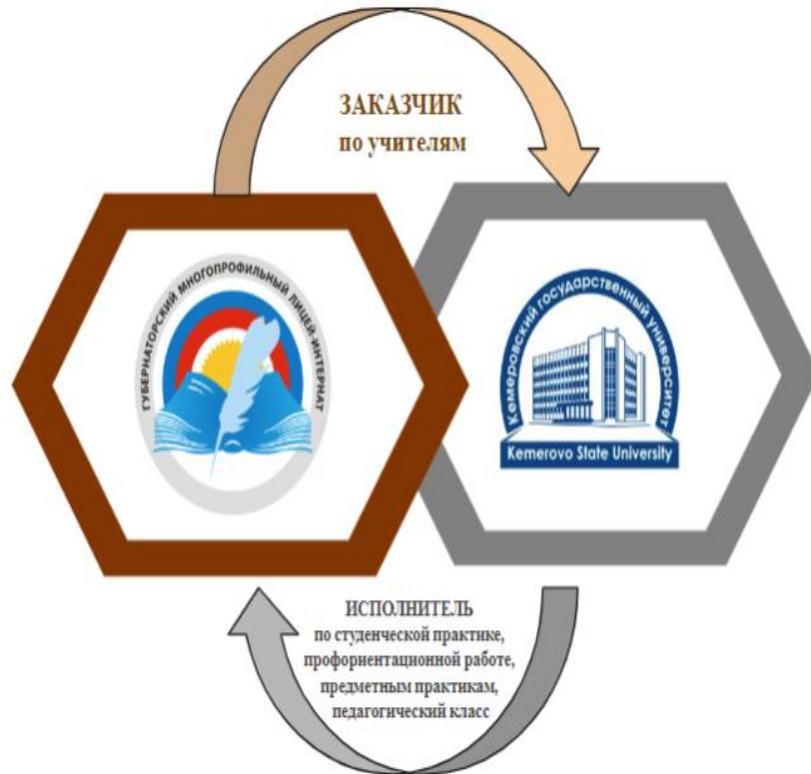 ЗАКАЗЧИК
по учителям
ГУБЕРНАТОРСКИЙ МНОГОПРОФИЛЬНЫЙ ЛИЦЕЙ-ИНТЕРНАТ
Кемеровский государственный университет
Kemerovo State University
ИСПОЛНИТЕЛЬ
по студенческой практике,
профориентационной работе,
предметным практикам,
педагогический класс